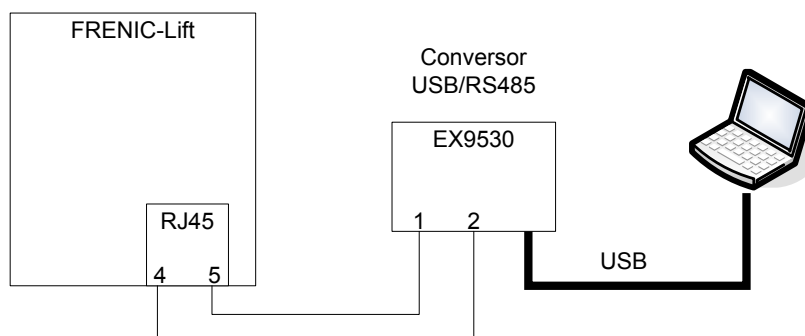 FRENIC-Lift
Conversor
USB/RS485
EX9530
RJ45
1 2
4 5
USB